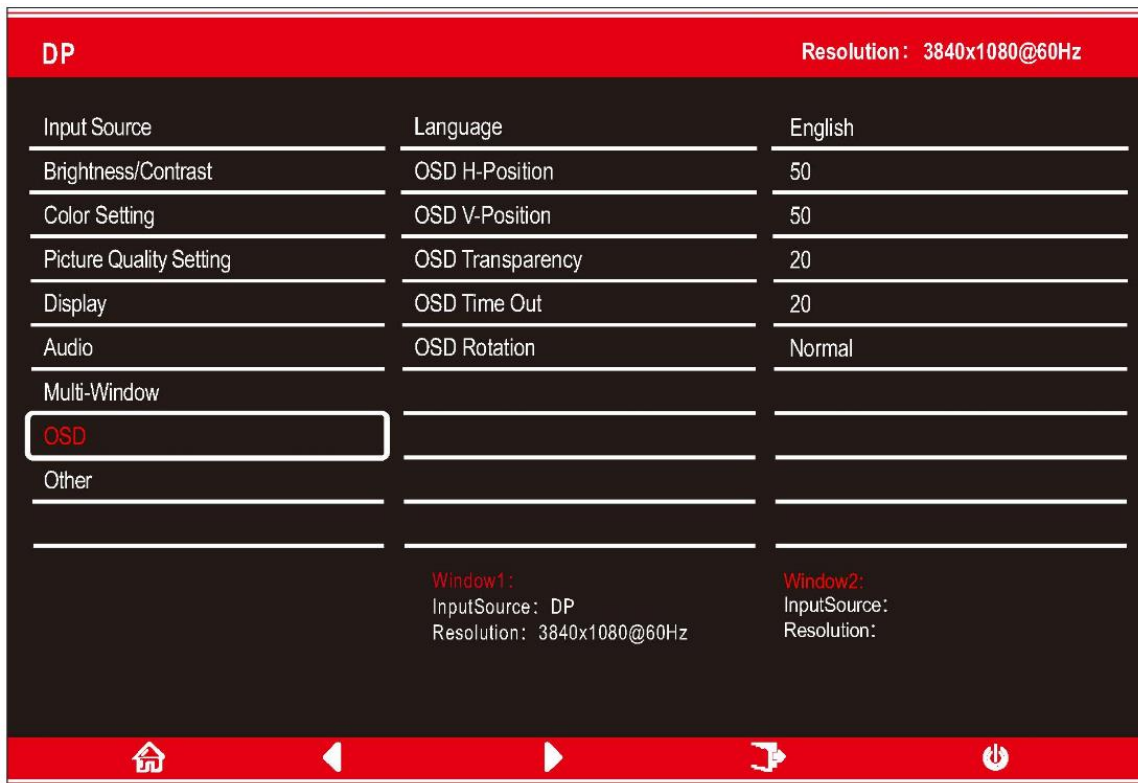 DP Resolution: 3840x1080@60Hz
Input Source Language English
Brightness/Contrast OSD H-Position 50
Color Setting OSD V-Position 50
Picture Quality Setting OSD Transparency 20
Display OSD Time Out 20
Audio OSD Rotation Normal
Multi-Window
OSD
Other
Window1: Window2:
InputSource: DP InputSource:
Resolution: 3840x1080@60Hz Resolution: